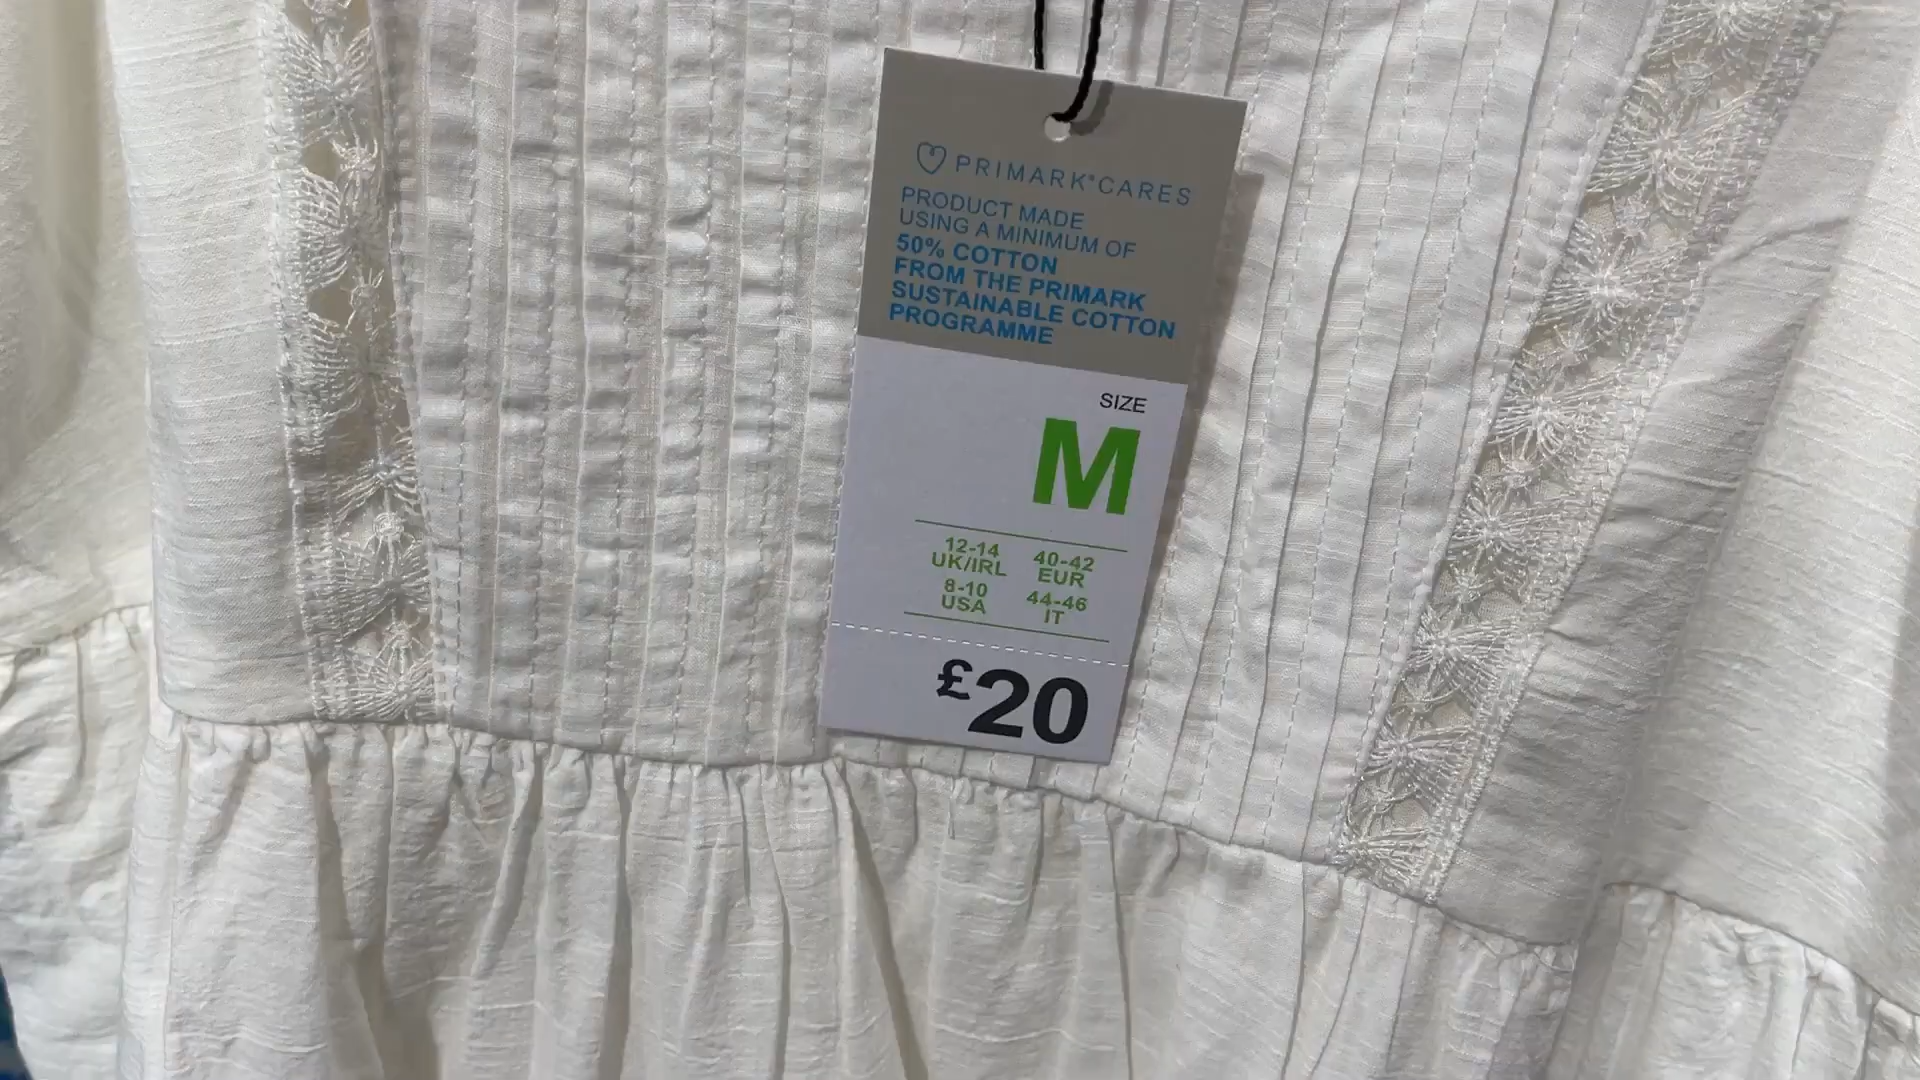 PRIMARK®CARES
PRODUCT MADE
USING A MINIMUM OF
50% COTTON
FROM THE PRIMARK
SUSTAINABLE COTTON
PROGRAMME
SIZE
M
12-14 40-42
UK/IRL EUR
8-10 44-46
USA IT
£20